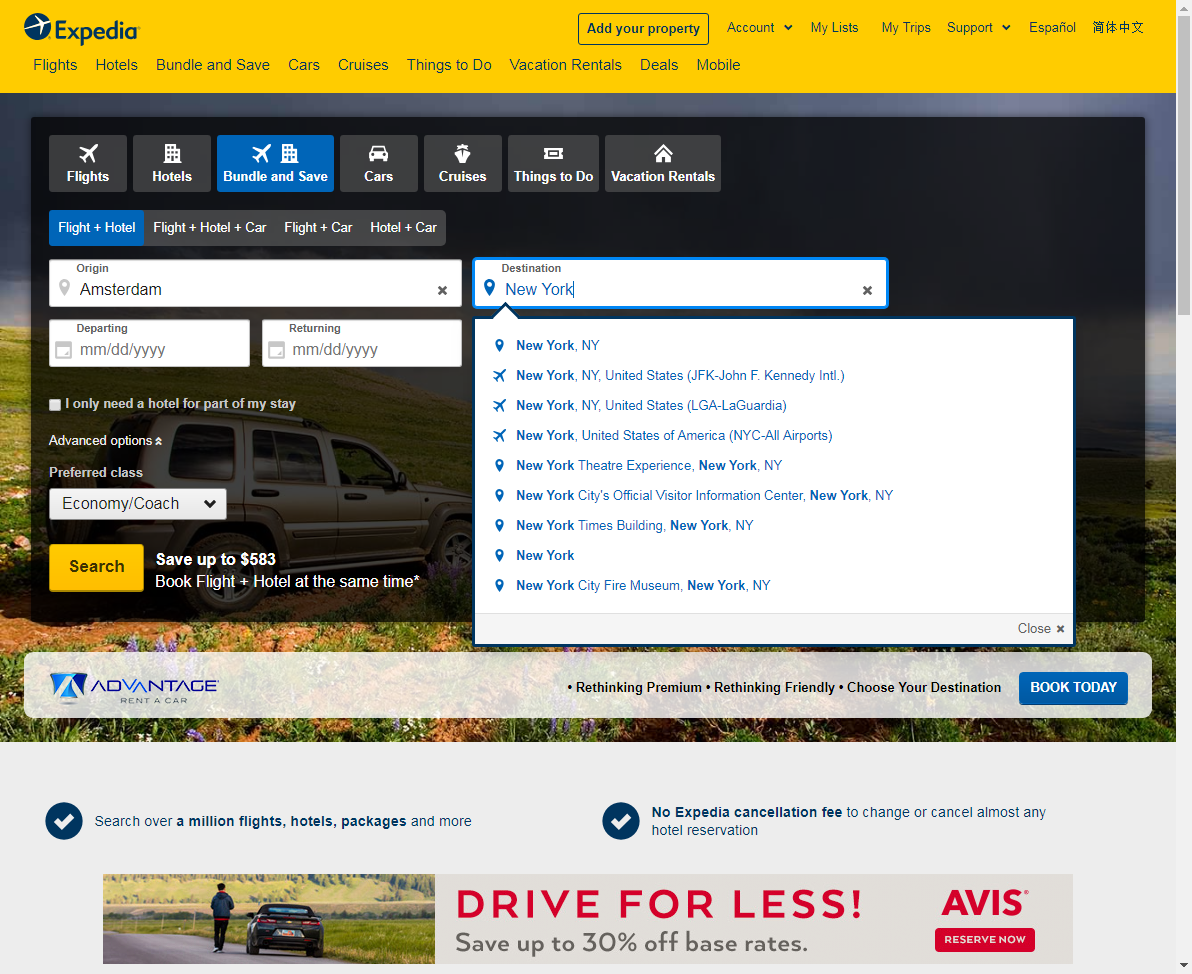 Expedia
Add your property
Account
My Lists
My Trips
Support
Español
简体中文
Flights
Hotels
Bundle and Save
Cars
Cruises
Things to Do
Vacation Rentals
Deals
Mobile
Flights
Hotels
Bundle and Save
Cars
Cruises
Things to Do
Vacation Rentals
Flight + Hotel
Flight + Hotel + Car
Flight + Car
Hotel + Car
Origin
Amsterdam
Destination
New York
Departing
mm/dd/yyyy
Returning
mm/dd/yyyy
New York, NY
New York, NY, United States (JFK-John F. Kennedy Intl.)
New York, NY, United States (LGA-LaGuardia)
New York, United States of America (NYC-All Airports)
New York Theatre Experience, New York, NY
New York City's Official Visitor Information Center, New York, NY
New York Times Building, New York, NY
New York
New York City Fire Museum, New York, NY
Close
I only need a hotel for part of my stay
Advanced options
Preferred class
Economy/Coach
Search
Save up to $583
Book Flight + Hotel at the same time*
ADVANTAGE
RENT A CAR
• Rethinking Premium • Rethinking Friendly • Choose Your Destination
BOOK TODAY
Search over a million flights, hotels, packages and more
No Expedia cancellation fee to change or cancel almost any
hotel reservation
DRIVE FOR LESS!
Save up to 30% off base rates.
AVIS®
RESERVE NOW